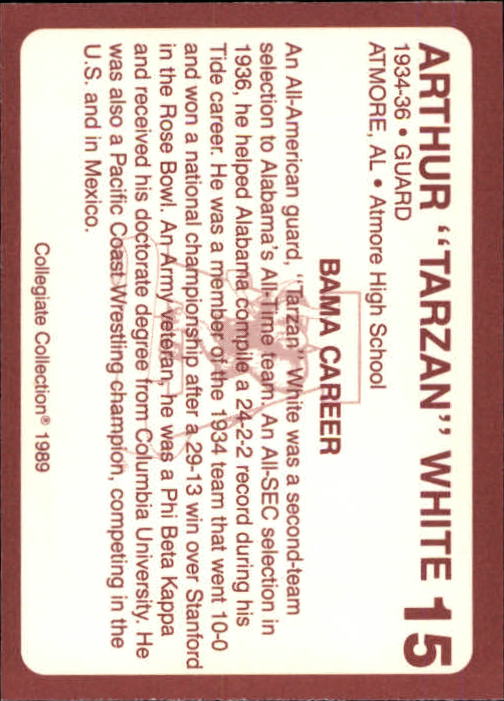 ARTHUR “TARZAN” WHITE 15
1934-36 • GUARD
ATMORE, AL • Atmore High School
BAMA CAREER
An All-American guard, “Tarzan” White was a second-team
selection to Alabama's All-Time team. An All-SEC selection in
1936, he helped Alabama compile a 24-2-2 record during his
Tide career. He was a member of the 1934 team that went 10-0
and won a national championship after a 29-13 win over Stanford
in the Rose Bowl. An Army veteran, he was a Phi Beta Kappa
and received his doctorate degree from Columbia University. He
was also a Pacific Coast Wrestling champion, competing in the
U.S. and in Mexico.
Collegiate Collection® 1989